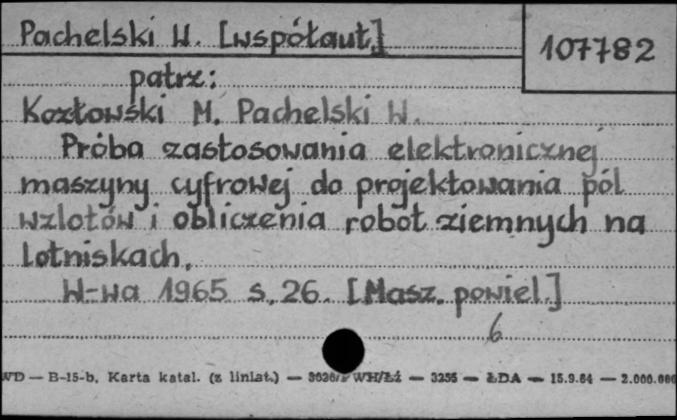 Pachelski W. [współaut.]
107782
patrz:
Kozłowski M. Pachelski W.
Próba zastosowania elektronicznej
maszyny cyfrowej do projektowania pól
wzlotów i obliczenia robót ziemnych na
lotniskach.
W-wa 1965 s. 26. [Masz. powiel.]
6
WD — B-15-b. Karta katal. (z liniat.) — WH/Łź — 3255 — ŁDA — 15.9.64 — 2.000.000